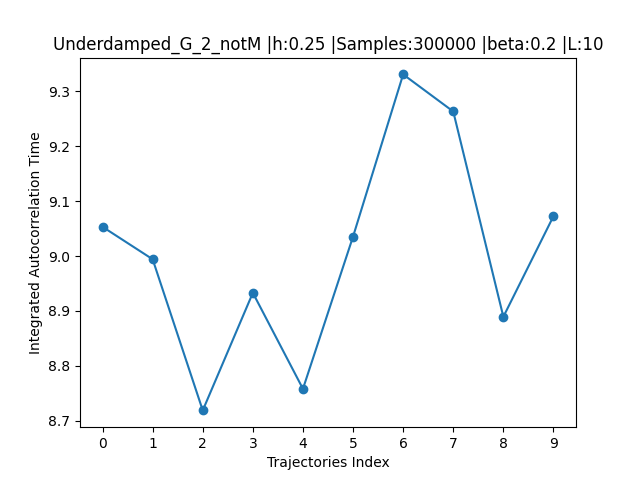 Underdamped_G_2_notM |h:0.25 |Samples:300000 |beta:0.2 |L:10
Integrated Autocorrelation Time
9.3
9.2
9.1
9.0
8.9
8.8
8.7
0 1 2 3 4 5 6 7 8 9
Trajectories Index